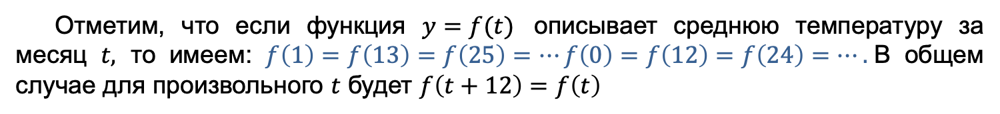 Отметим, что если функция y = f(t) описывает среднюю температуру за
месяц t, то имеем: f(1) = f(13) = f(25) = ⋯ f(0) = f(12) = f(24) = ⋯. В общем
случае для произвольного t будет f(t + 12) = f(t)